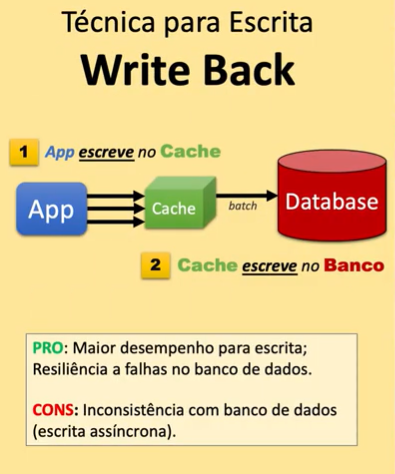 Técnica para Escrita
Write Back
1 App escreve no Cache
App
Cache
batch
Database
2 Cache escreve no Banco
PRO: Maior desempenho para escrita;
Resiliência a falhas no banco de dados.
CONS: Inconsistência com banco de dados
(escrita assíncrona).